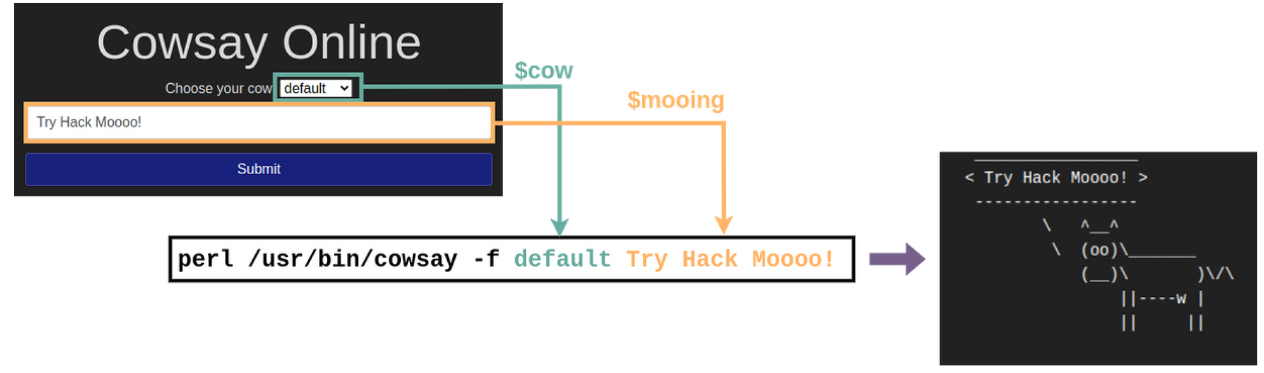 Cowsay Online
Choose your cow default
Try Hack Moooo!
Submit
$cow
$mooing
perl /usr/bin/cowsay -f default Try Hack Moooo!
 _________________
< Try Hack Moooo! >
 -----------------
        \   ^__^
         \  (oo)\_______
            (__)\       )\/\
                ||----w |
                ||     ||